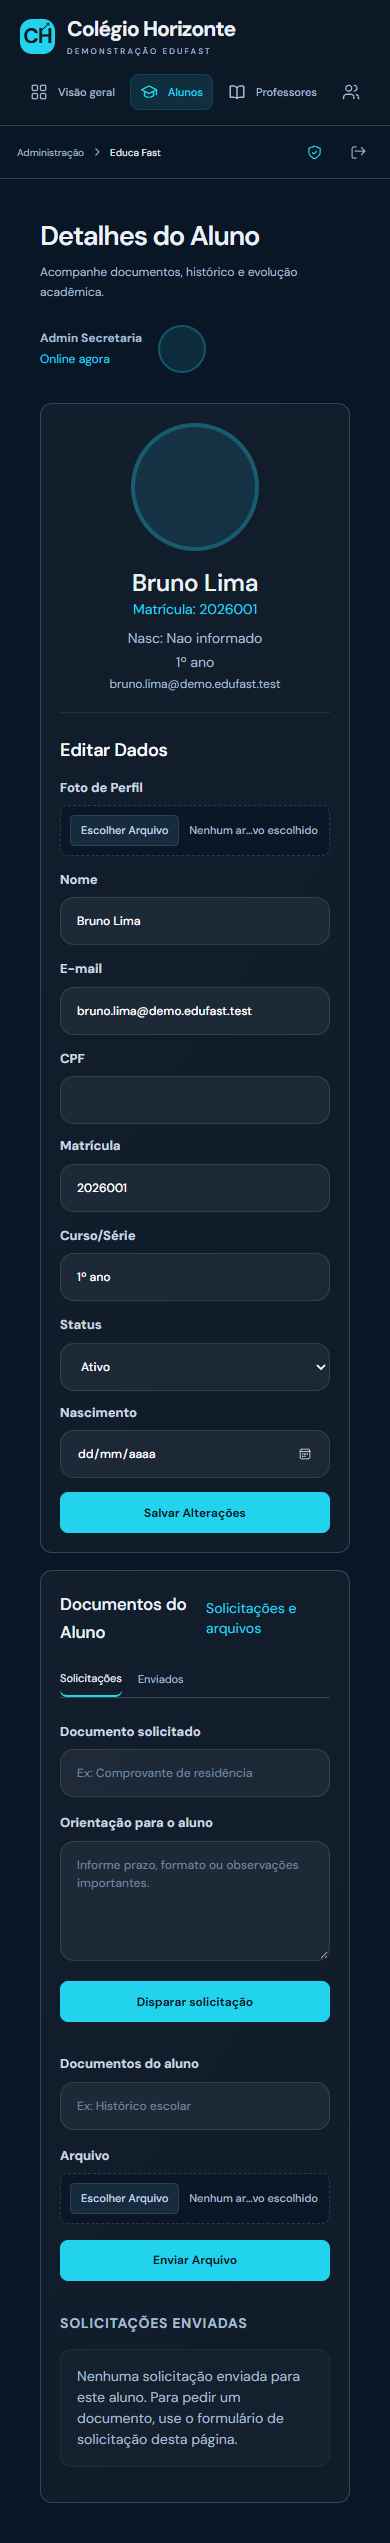 CH
Colégio Horizonte
DEMONSTRAÇÃO EDUFAST
Visão geral
Alunos
Professores
Administração
Educa Fast
Detalhes do Aluno
Acompanhe documentos, histórico e evolução
acadêmica.
Admin Secretaria
Online agora
Bruno Lima
Matrícula: 2026001
Nasc: Nao informado
1º ano
bruno.lima@demo.edufast.test
Editar Dados
Foto de Perfil
Escolher Arquivo Nenhum ar...vo escolhido
Nome
Bruno Lima
E-mail
bruno.lima@demo.edufast.test
CPF
Matrícula
2026001
Curso/Série
1º ano
Status
Ativo
Nascimento
dd/mm/aaaa
Salvar Alterações
Documentos do
Aluno
Solicitações e
arquivos
Solicitações
Enviados
Documento solicitado
Ex: Comprovante de residência
Orientação para o aluno
Informe prazo, formato ou observações
importantes.
Disparar solicitação
Documentos do aluno
Ex: Histórico escolar
Arquivo
Escolher Arquivo Nenhum ar...vo escolhido
Enviar Arquivo
SOLICITAÇÕES ENVIADAS
Nenhuma solicitação enviada para
este aluno. Para pedir um
documento, use o formulário de
solicitação desta página.